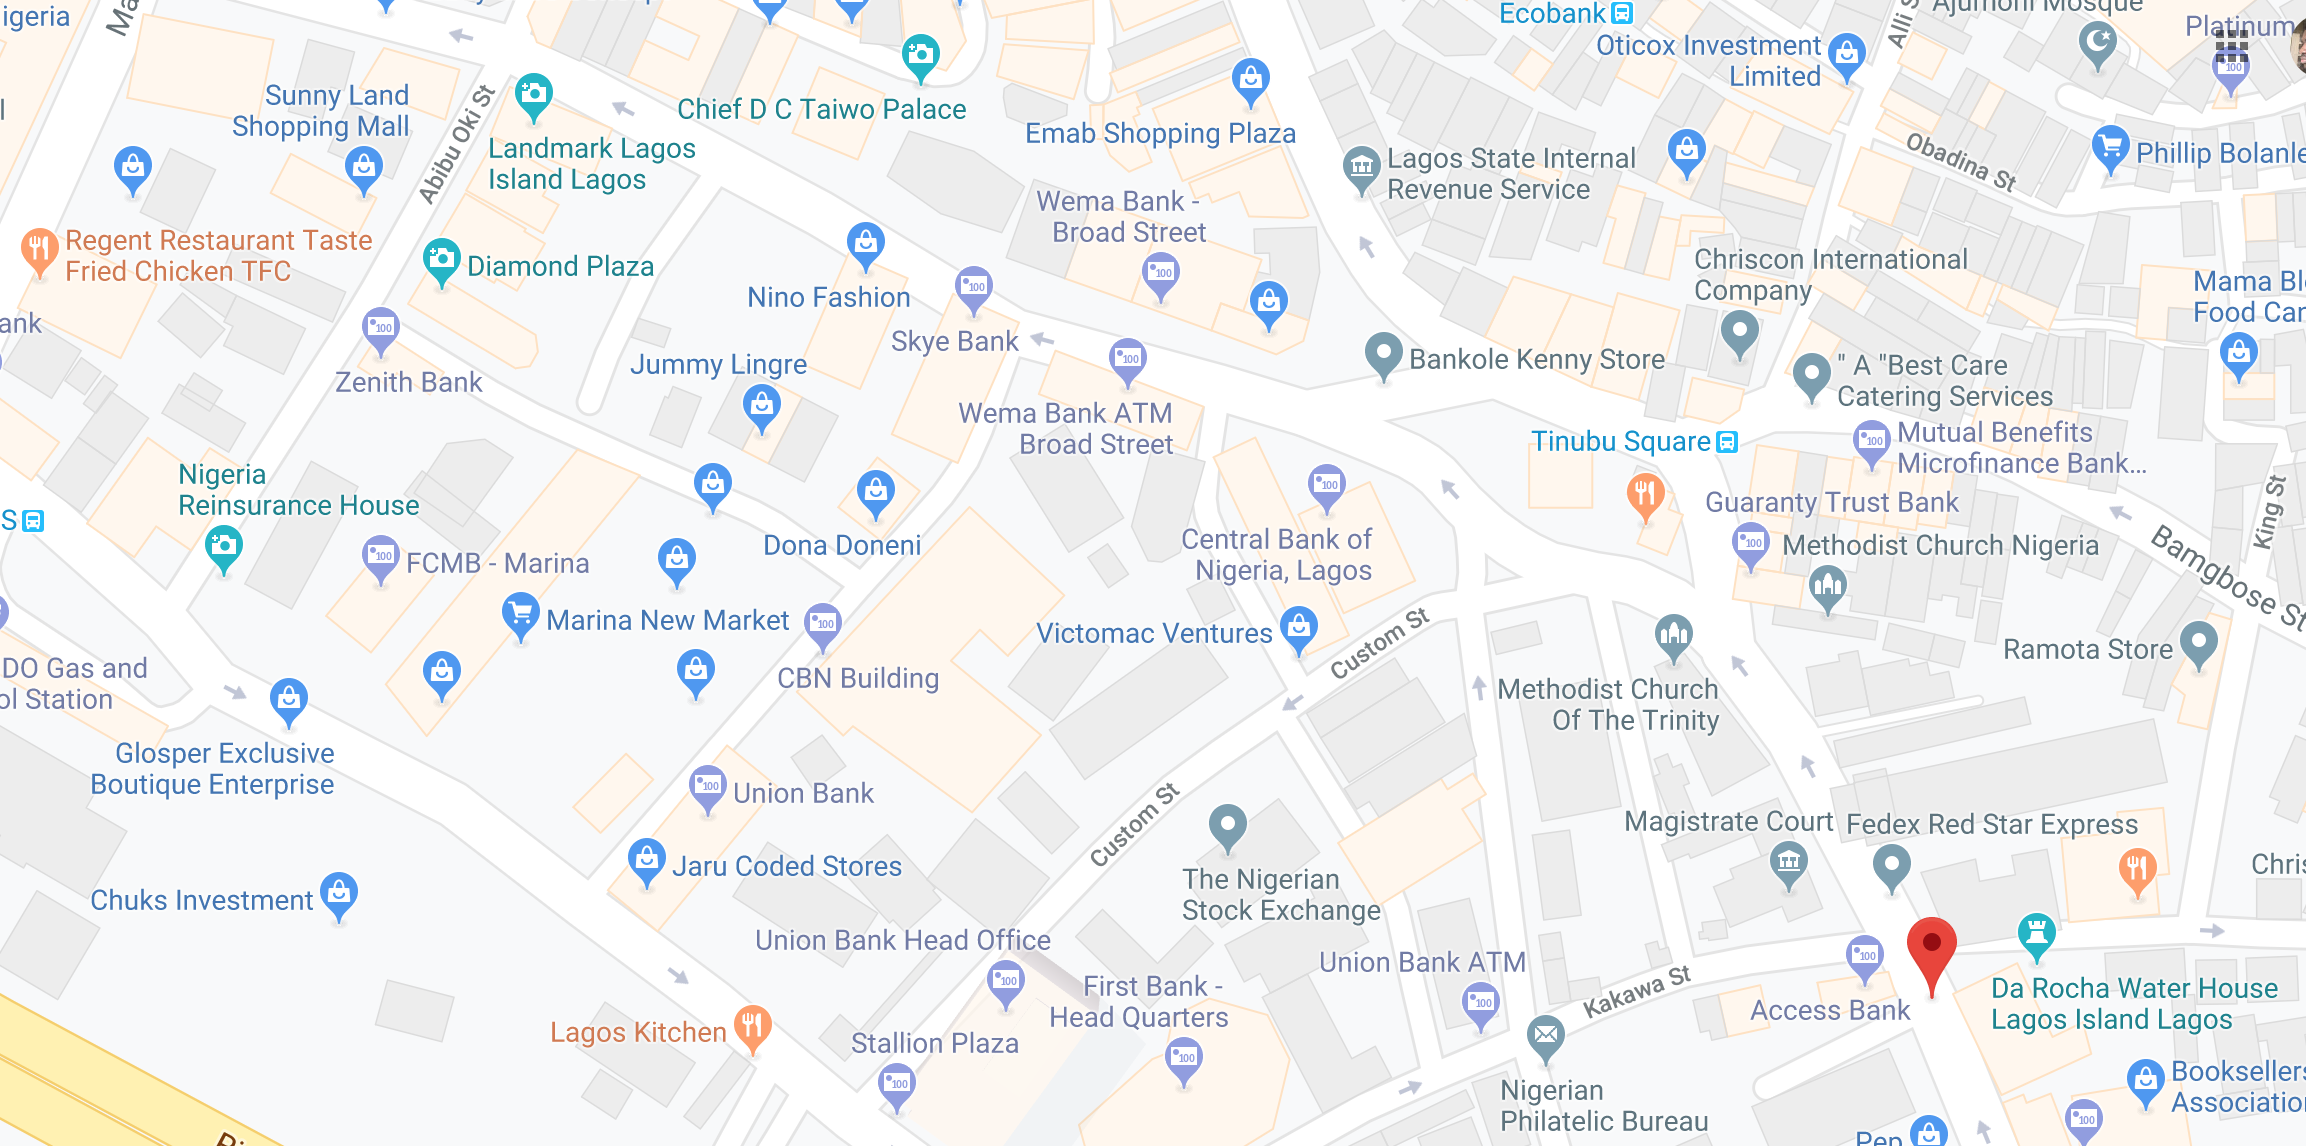 igeria
Ma
Ecobank
Ajumoni Mosque
Alli S
Platinum
Oticox Investment
Limited
Sunny Land
Shopping Mall
Abibu Oki St
Chief D C Taiwo Palace
Emab Shopping Plaza
Landmark Lagos
Island Lagos
Lagos State Internal
Revenue Service
Obadina St
Phillip Bolanle
Wema Bank -
Broad Street
Regent Restaurant Taste
Fried Chicken TFC
Diamond Plaza
Nino Fashion
Chriscon International
Company
Mama Bl
Food Car
ank
Skye Bank
Zenith Bank
Jummy Lingre
Bankole Kenny Store
" A "Best Care
Catering Services
Wema Bank ATM
Broad Street
Tinubu Square
Mutual Benefits
Microfinance Bank...
Nigeria
Reinsurance House
Guaranty Trust Bank
King St
S
Dona Doneni
Central Bank of
Nigeria, Lagos
Methodist Church Nigeria
Bamgbose St
FCMB - Marina
Marina New Market
Victomac Ventures
Custom St
Ramota Store
DO Gas and
ol Station
CBN Building
Methodist Church
Of The Trinity
Glosper Exclusive
Boutique Enterprise
Union Bank
Custom St
Magistrate Court
Fedex Red Star Express
Jaru Coded Stores
The Nigerian
Stock Exchange
Chris
Chuks Investment
Union Bank Head Office
Union Bank ATM
Kakawa St
First Bank -
Head Quarters
Access Bank
Da Rocha Water House
Lagos Island Lagos
Lagos Kitchen
Stallion Plaza
Nigerian
Philatelic Bureau
Booksellers
Association
Pep
Ri